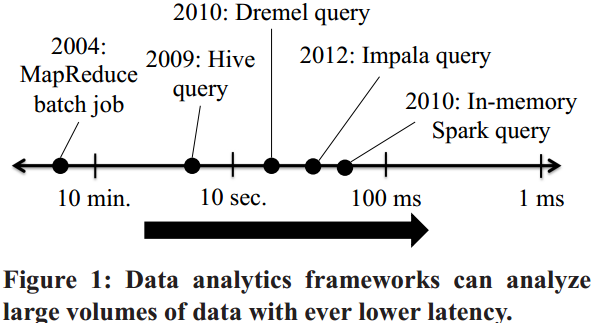 2010: Dremel query
2004:
MapReduce
batch job
2009: Hive
query
2012: Impala query
2010: In-memory
Spark query
10 min.
10 sec.
100 ms
1 ms
Figure 1: Data analytics frameworks can analyze
large volumes of data with ever lower latency.